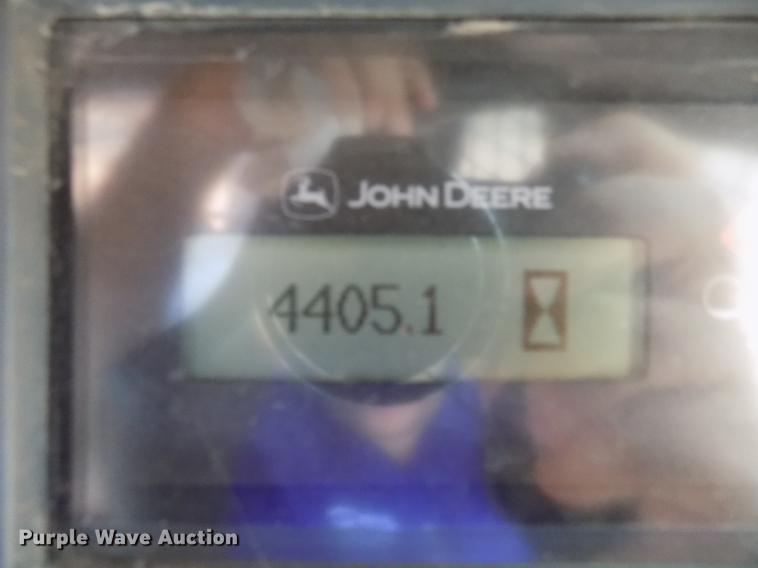 JOHN DEERE
4405.1
Purple Wave Auction